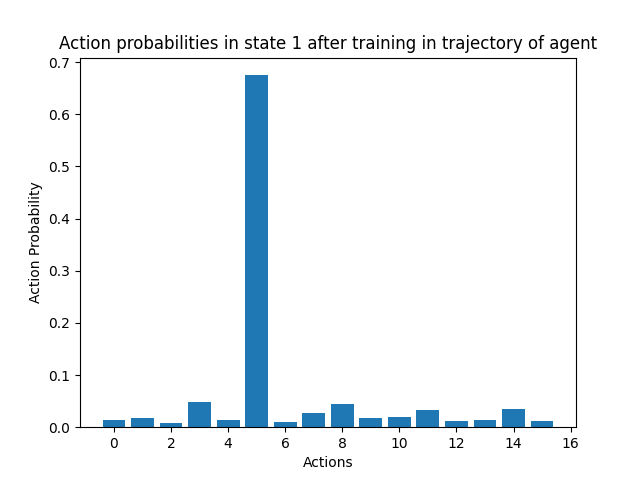 Action probabilities in state 1 after training in trajectory of agent
0.7
0.6
0.5
0.4
0.3
0.2
0.1
0.0
Action Probability
0 2 4 6 8 10 12 14 16
Actions